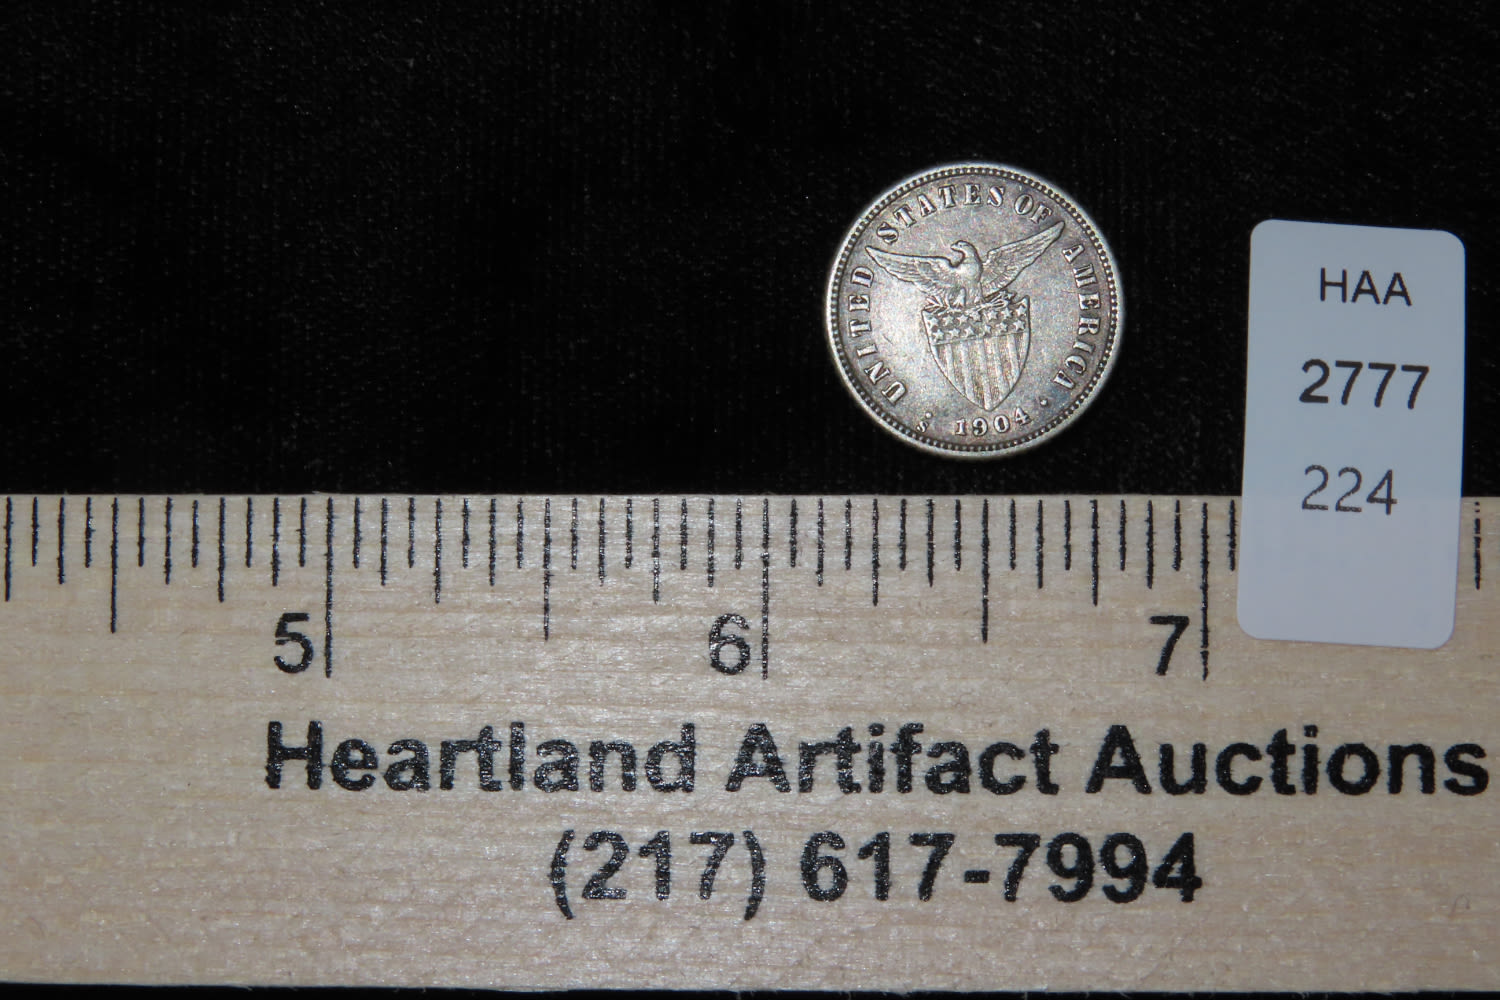 UNITED STATES OF AMERICA
S 1904
HAA
2777
224
5 6 7
Heartland Artifact Auctions
(217) 617-7994